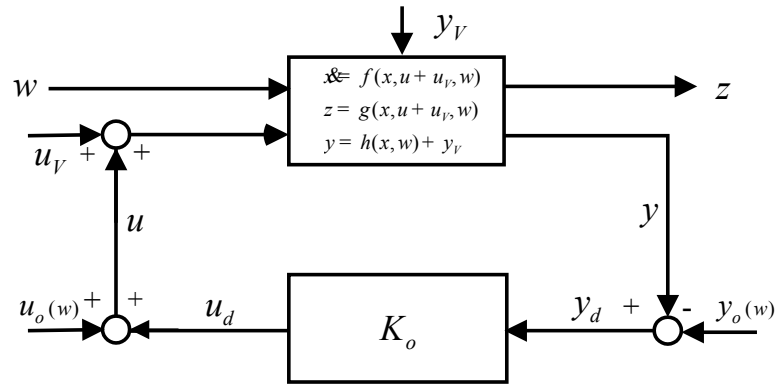 y_V
w
ẋ = f(x, u + u_V, w)
z = g(x, u + u_V, w)
y = h(x, w) + y_V
z
u_V + +
u
y
u_o(w) + +
u_d
K_o
y_d + -
y_o(w)